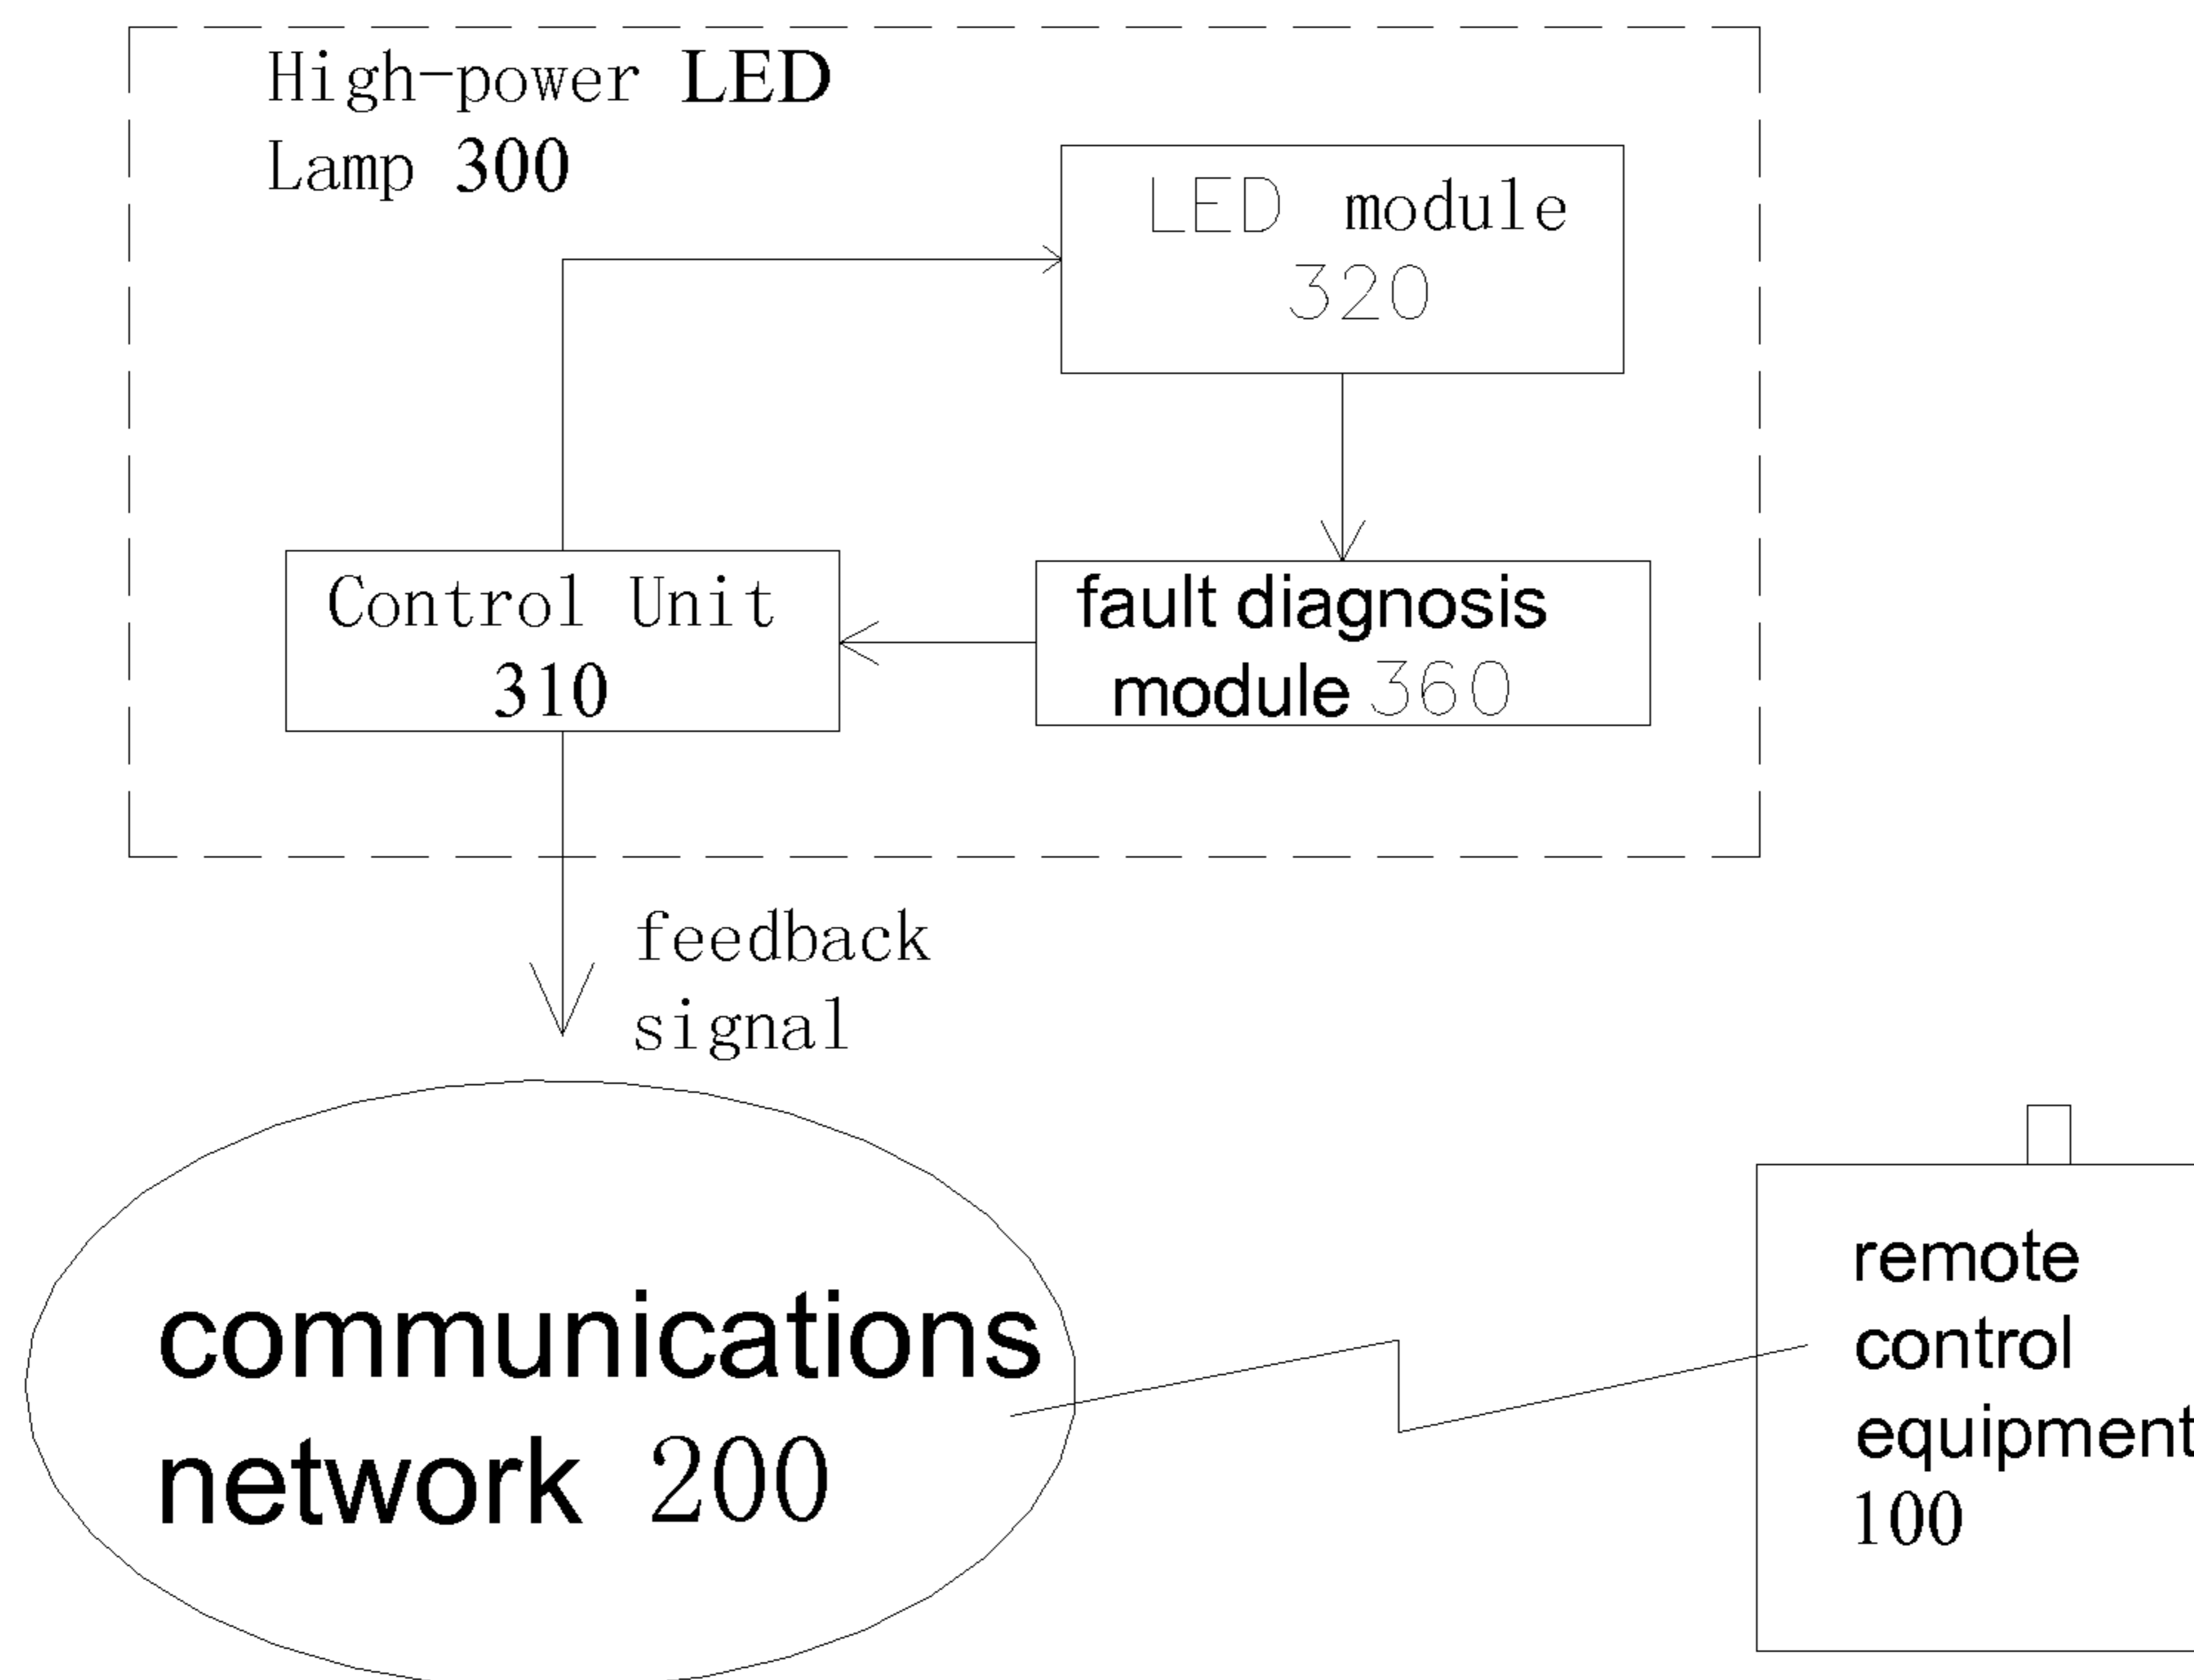 High-power LED
Lamp 300
LED module
320
Control Unit
310
fault diagnosis
module 360
feedback
signal
communications
network 200
remote
control
equipment
100